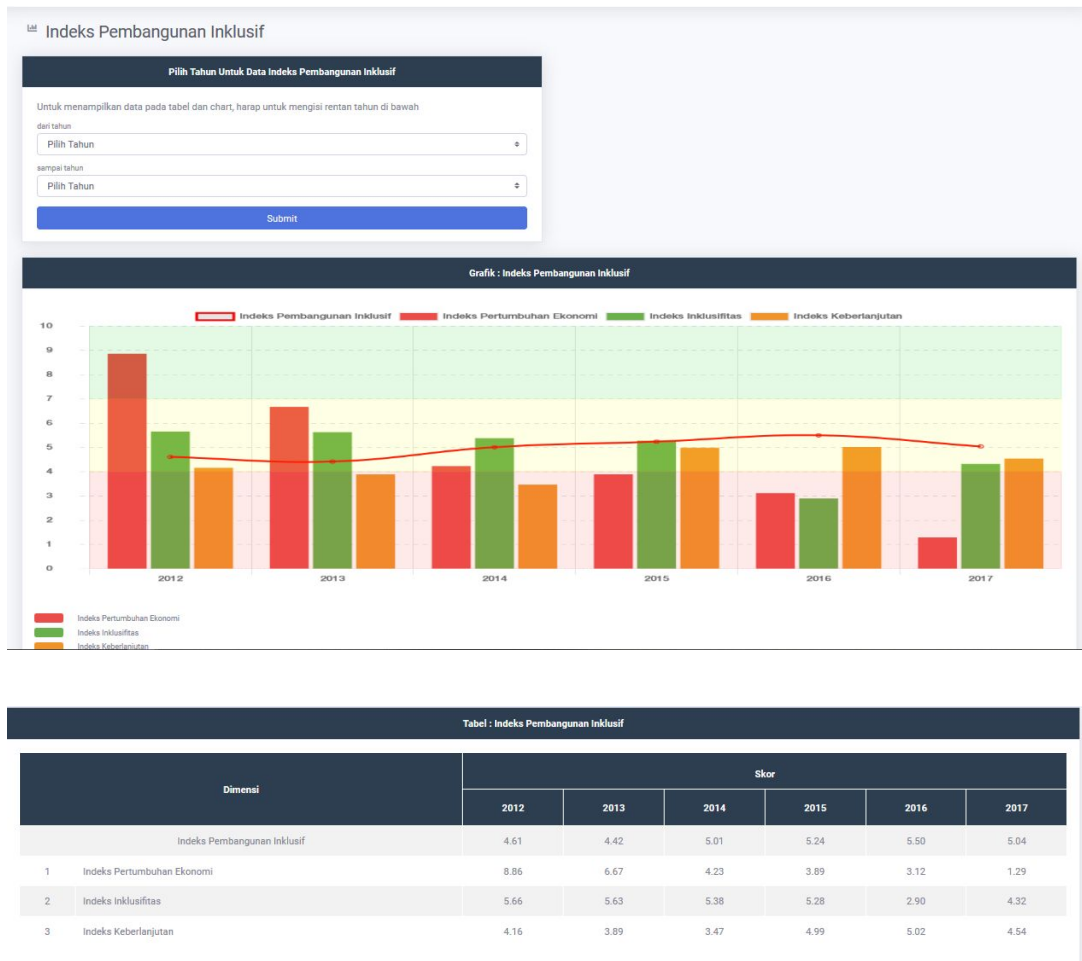 Indeks Pembangunan Inklusif
Pilih Tahun Untuk Data Indeks Pembangunan Inklusif
Untuk menampilkan data pada tabel dan chart, harap untuk mengisi rentan tahun di bawah
dari tahun
Pilih Tahun
sampai tahun
Pilih Tahun
Submit
Grafik : Indeks Pembangunan Inklusif
Indeks Pembangunan Inklusif Indeks Pertumbuhan Ekonomi Indeks Inklusifitas Indeks Keberlanjutan
10
9
8
7
6
5
4
3
2
1
0
2012 2013 2014 2015 2016 2017
Indeks Pertumbuhan Ekonomi
Indeks Inklusifitas
Indeks Keberlanjutan
Tabel : Indeks Pembangunan Inklusif
Dimensi Skor
2012 2013 2014 2015 2016 2017
Indeks Pembangunan Inklusif 4.61 4.42 5.01 5.24 5.50 5.04
1 Indeks Pertumbuhan Ekonomi 8.86 6.67 4.23 3.89 3.12 1.29
2 Indeks Inklusifitas 5.66 5.63 5.38 5.28 2.90 4.32
3 Indeks Keberlanjutan 4.16 3.89 3.47 4.99 5.02 4.54